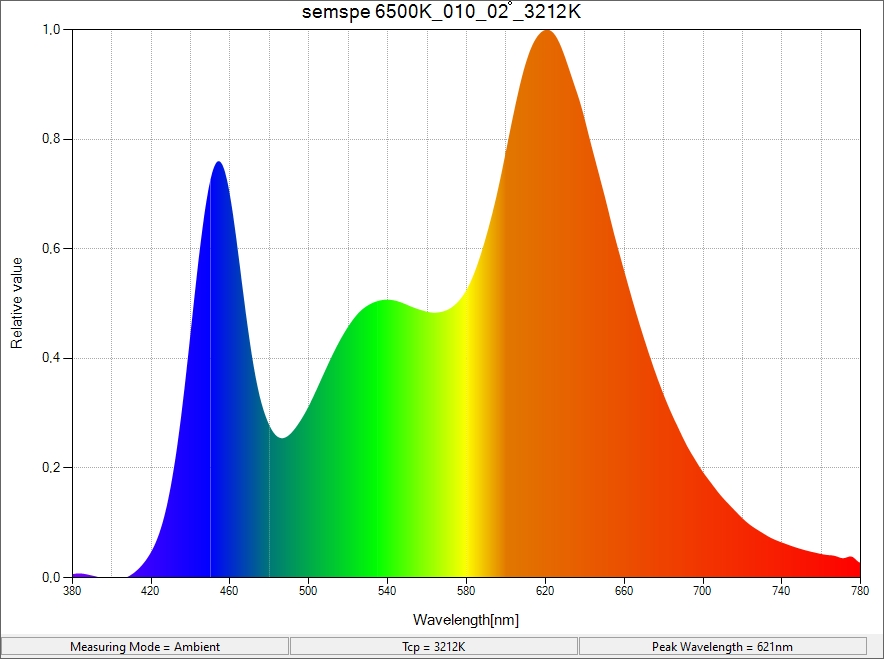 semspe 6500K_010_02°_3212K
1.0
0.8
0.6
0.4
0.2
0.0
Relative value
380 420 460 500 540 580 620 660 700 740 780
Wavelength[nm]
Measuring Mode = Ambient Tcp = 3212K Peak Wavelength = 621nm